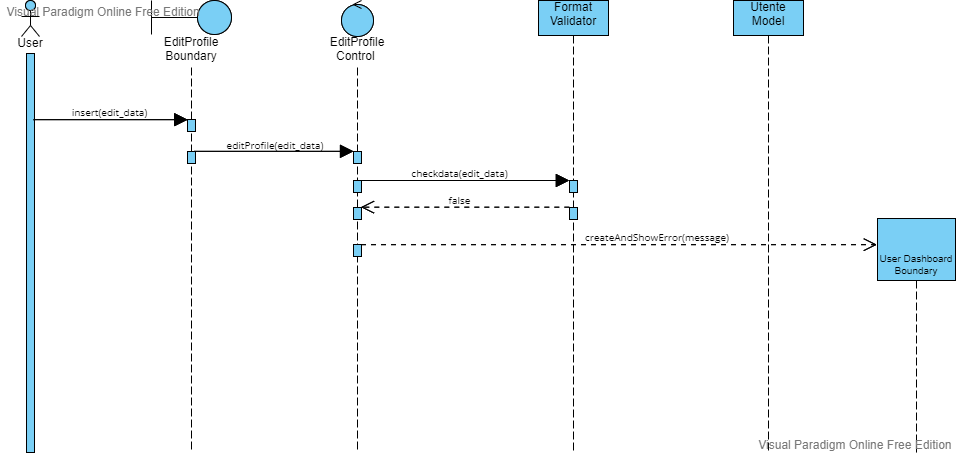 Visual Paradigm Online Free Edition
User
EditProfile
Boundary
EditProfile
Control
Format
Validator
Utente
Model
insert(edit_data)
editProfile(edit_data)
checkdata(edit_data)
false
createAndShowError(message)
User Dashboard
Boundary
Visual Paradigm Online Free Edition